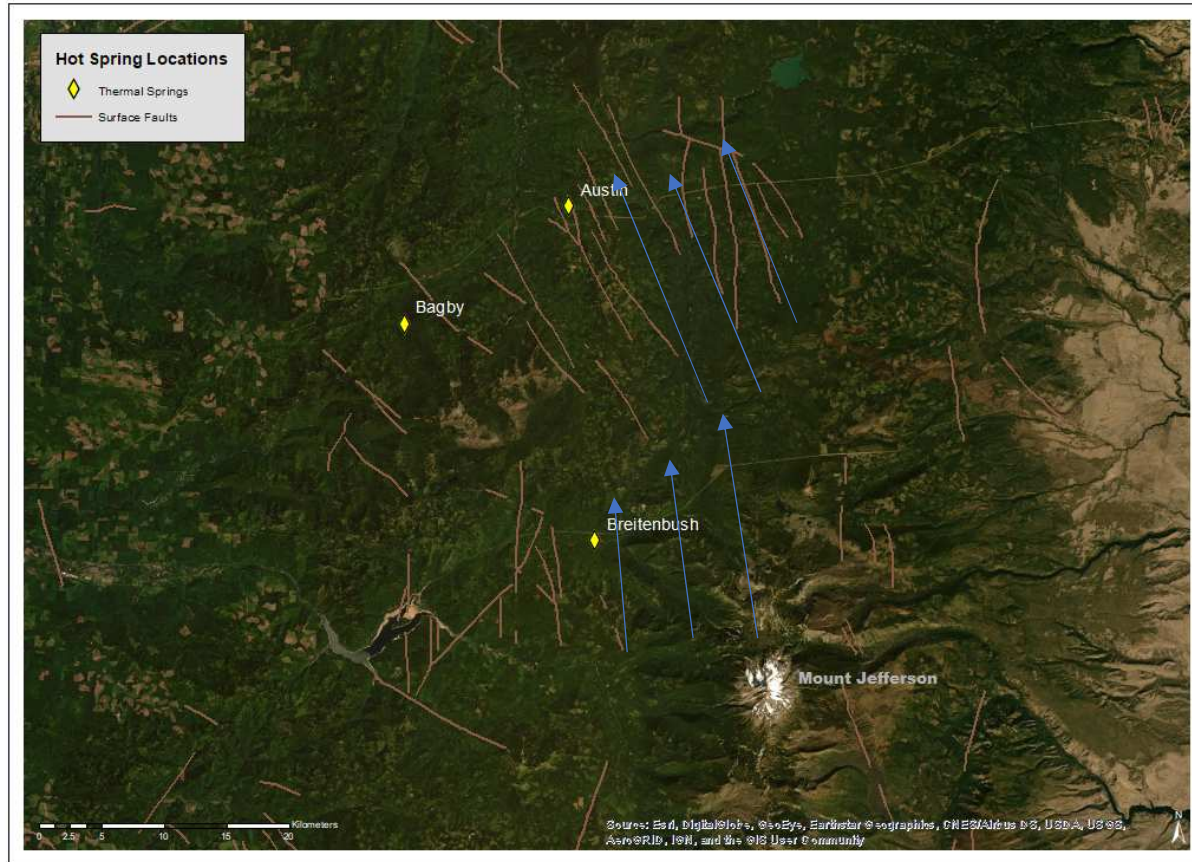 Hot Spring Locations
Thermal Springs
Surface Faults
Austin
Bagby
Breitenbush
Mount Jefferson
Kilometers
0 2.5 5 10 15 20
Source: Esri, DigitalGlobe, GeoEye, Earthstar Geographics, CNES/Airbus DS, USDA, USGS,
AeroGRID, IGN, and the GIS User Community
N